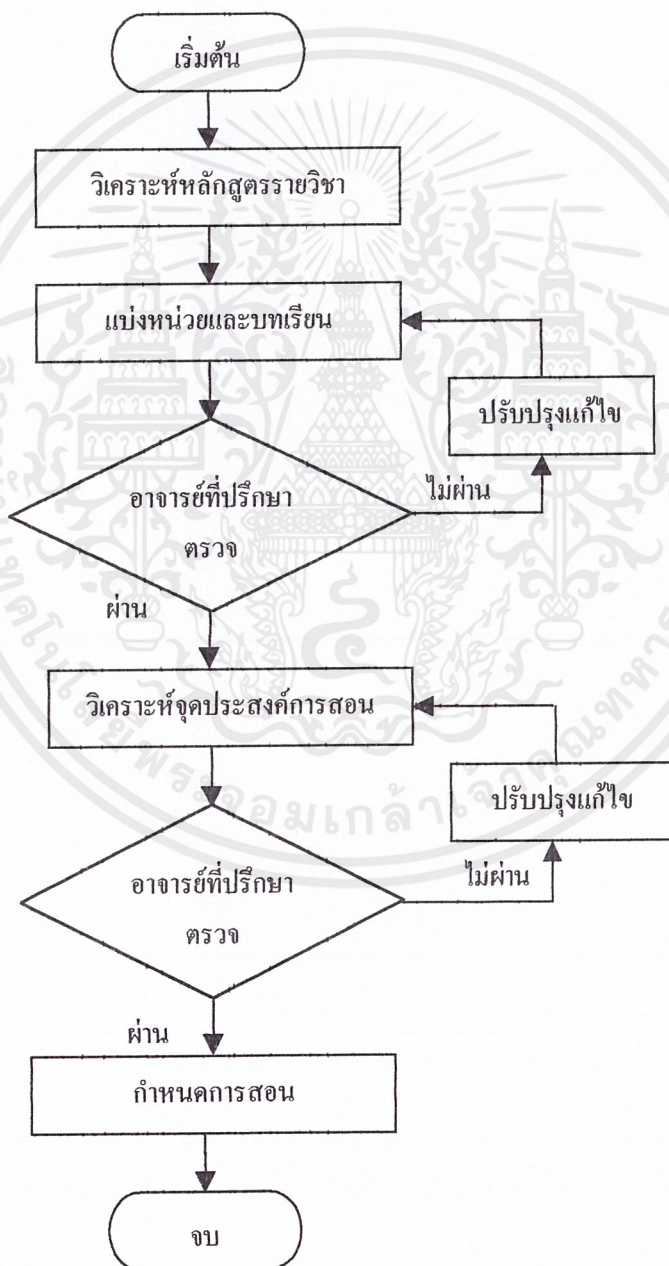 เริ่มต้น
วิเคราะห์หลักสูตรรายวิชา
แบ่งหน่วยและบทเรียน
ปรับปรุงแก้ไข
อาจารย์ที่ปรึกษา
ตรวจ
ไม่ผ่าน
ผ่าน
วิเคราะห์จุดประสงค์การสอน
ปรับปรุงแก้ไข
อาจารย์ที่ปรึกษา
ตรวจ
ไม่ผ่าน
ผ่าน
กำหนดการสอน
จบ